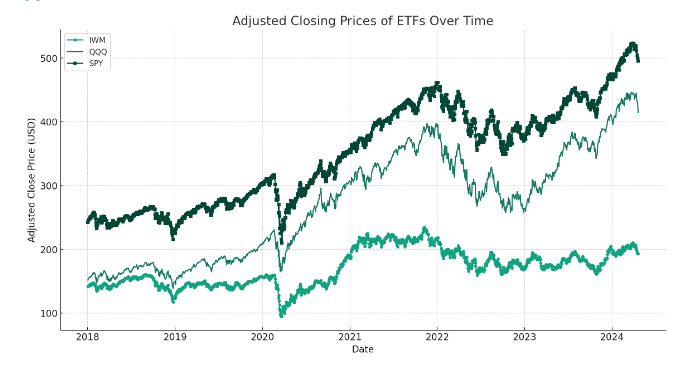 Adjusted Closing Prices of ETFs Over Time
IWM
QQQ
SPY
Adjusted Close Price (USD)
500
400
300
200
100
2018 2019 2020 2021 2022 2023 2024
Date